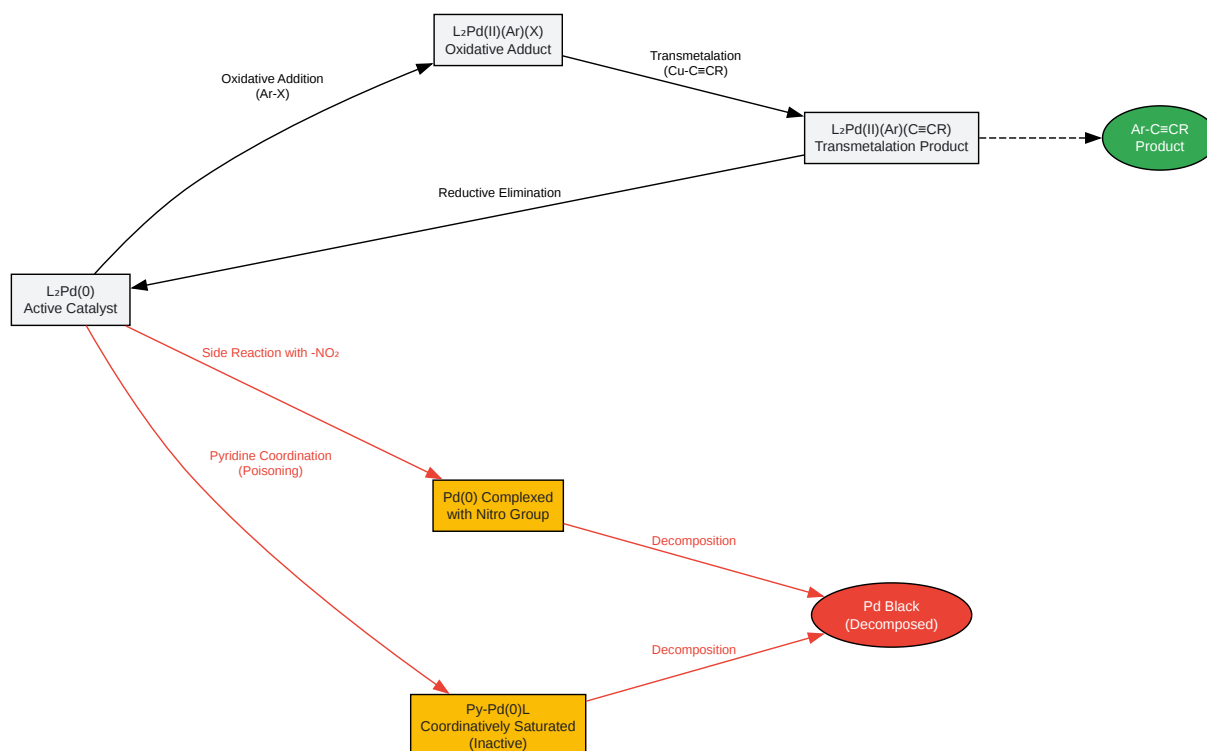 L₂Pd(II)(Ar)(X)
Oxidative Adduct
Transmetalation
(Cu-C≡CR)
Oxidative Addition
(Ar-X)
L₂Pd(II)(Ar)(C≡CR)
Transmetalation Product
Ar-C≡CR
Product
Reductive Elimination
L₂Pd(0)
Active Catalyst
Side Reaction with -NO₂
Pyridine Coordination
(Poisoning)
Pd(0) Complexed
with Nitro Group
Decomposition
Pd Black
(Decomposed)
Decomposition
Py-Pd(0)L
Coordinatively Saturated
(Inactive)